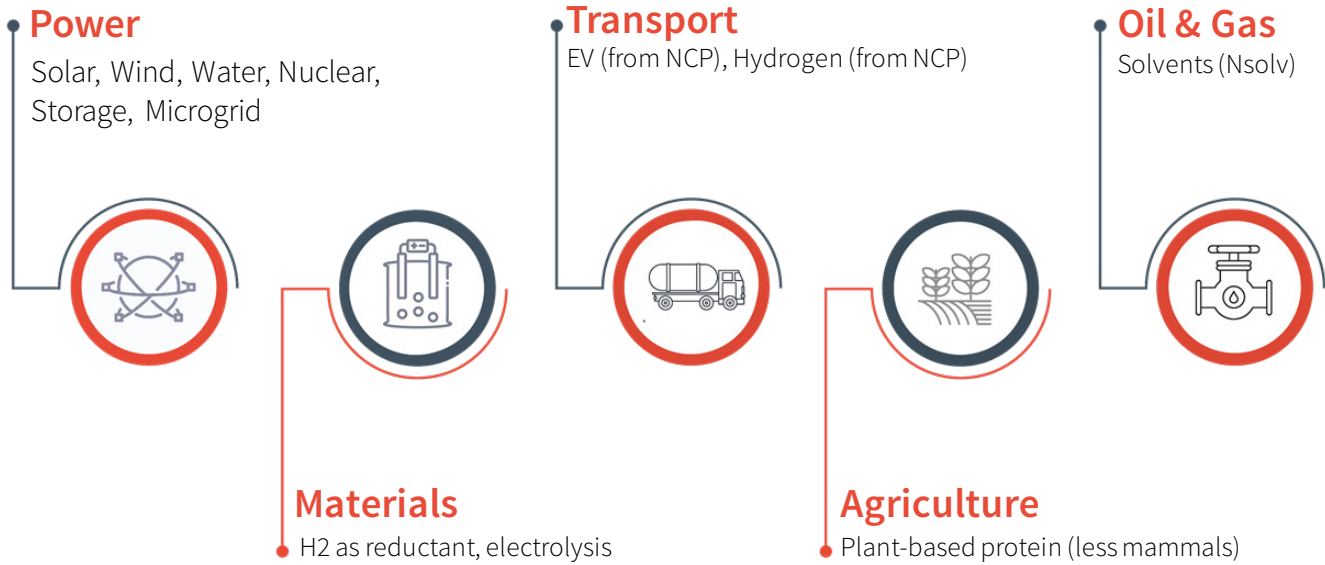 Power
Solar, Wind, Water, Nuclear,
Storage, Microgrid
Transport
EV (from NCP), Hydrogen (from NCP)
Oil & Gas
Solvents (Nsolv)
Materials
H2 as reductant, electrolysis
Agriculture
Plant-based protein (less mammals)